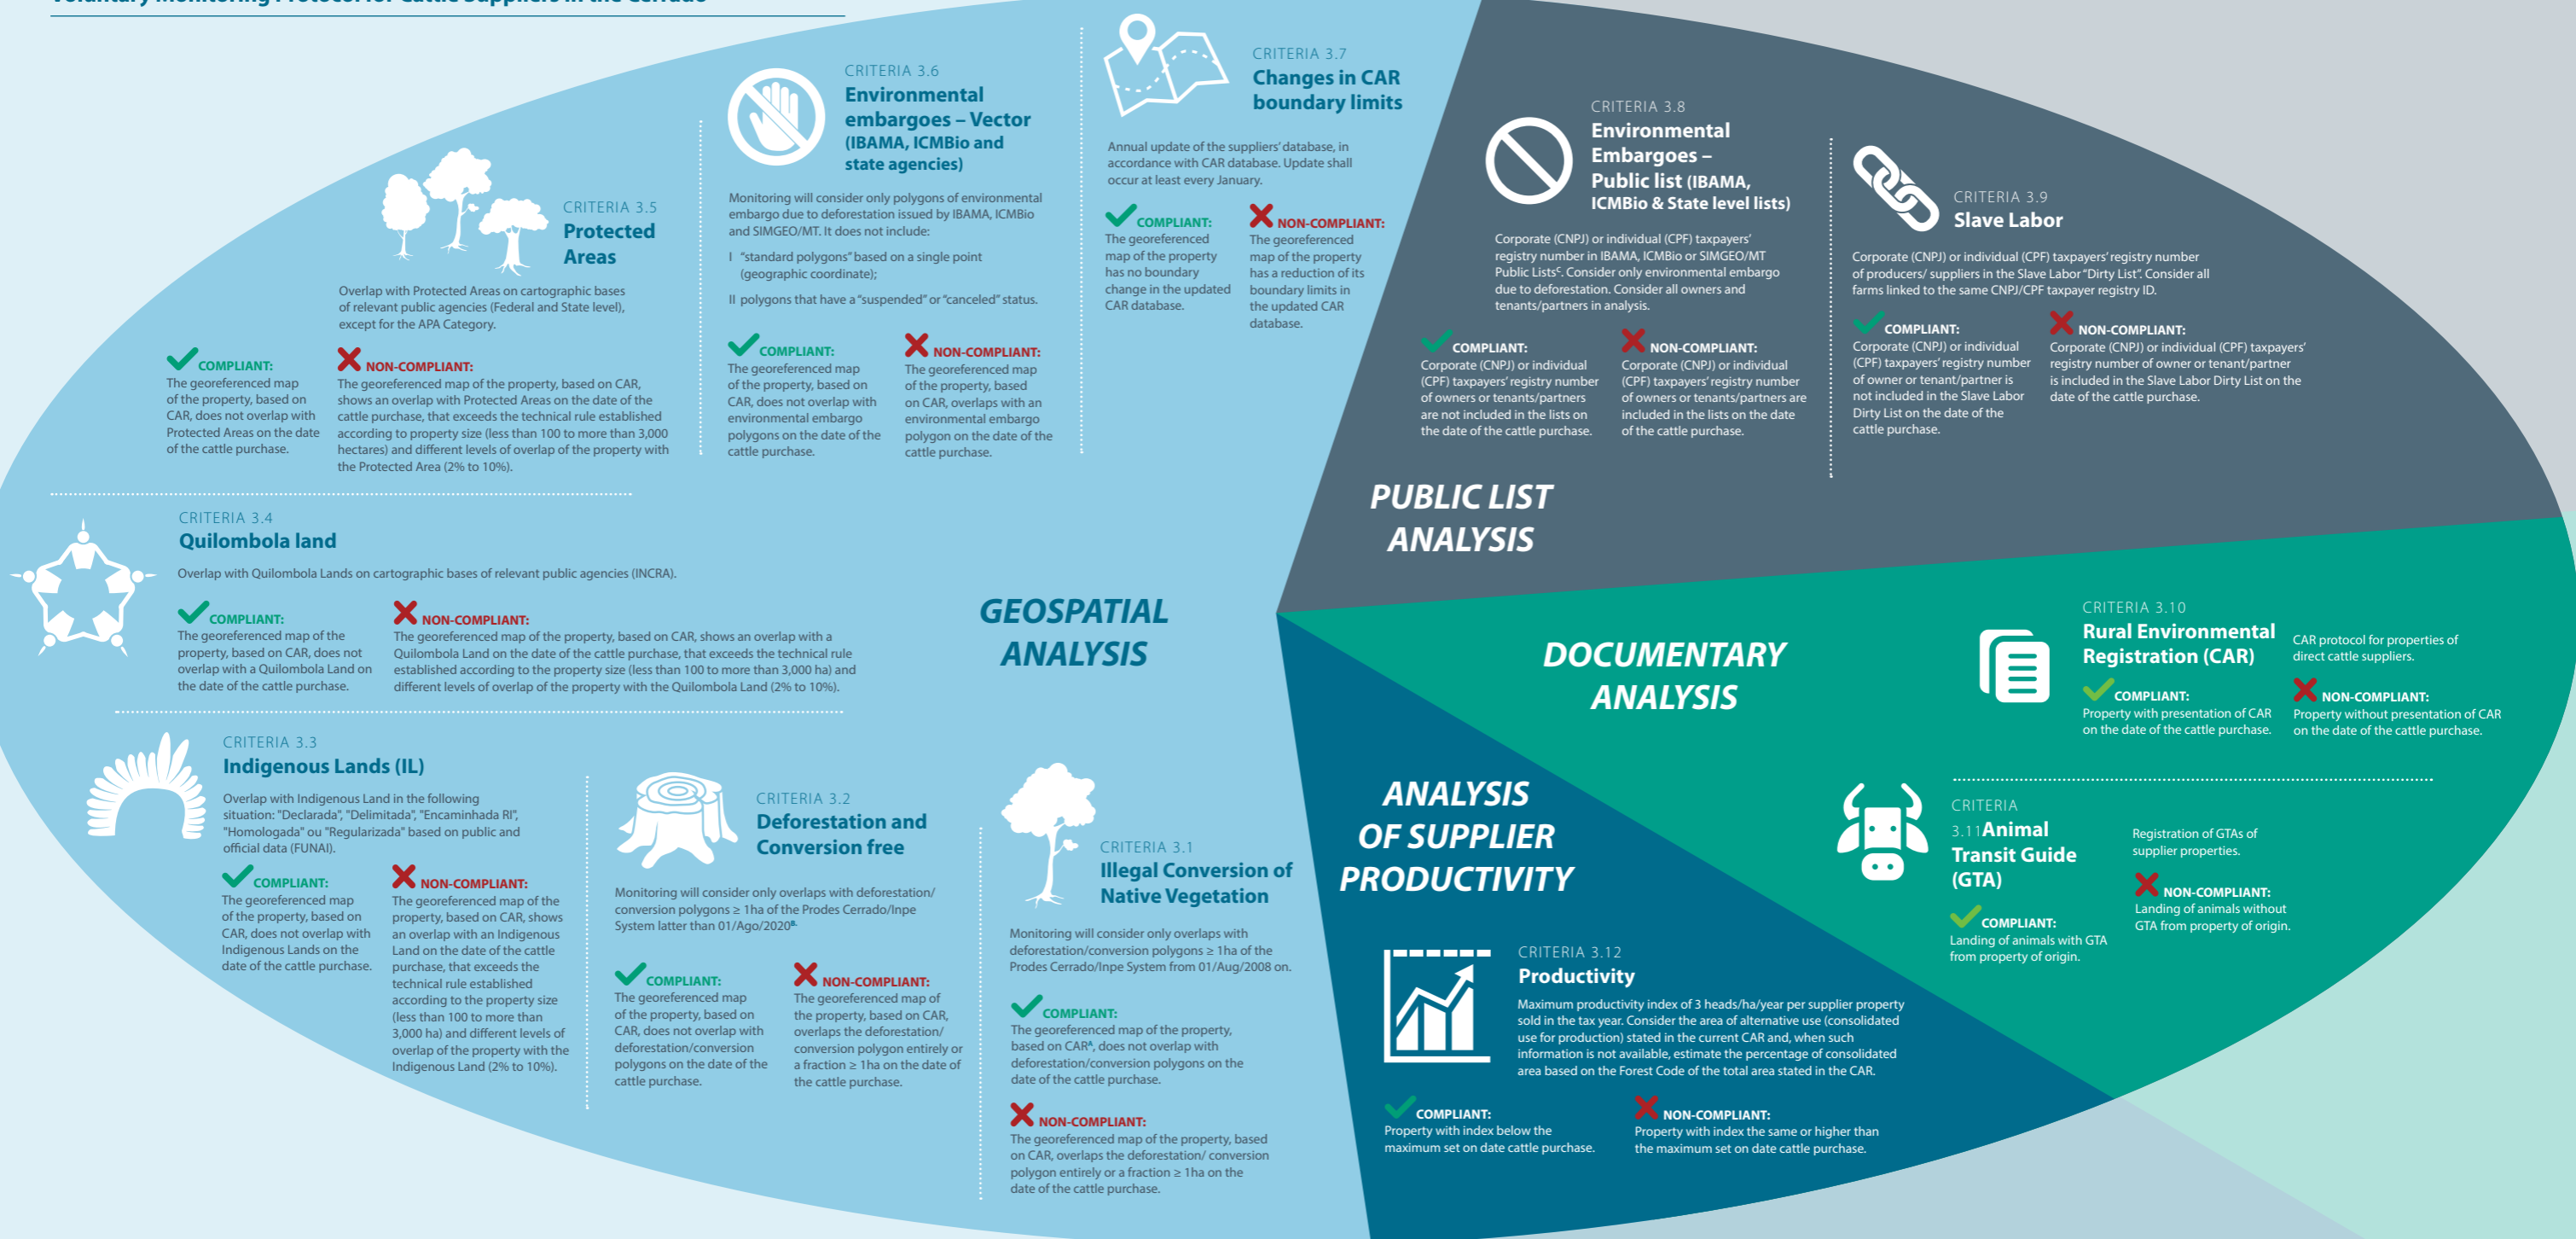 Voluntary Monitoring Protocol for Cattle Suppliers in the Cerrado
CRITERIA 3.5
Protected
Areas
Overlap with Protected Areas on cartographic bases
of relevant public agencies (Federal and State level),
except for the APA Category.
COMPLIANT:
The georeferenced map
of the property, based on
CAR, does not overlap with
Protected Areas on the date
of the cattle purchase.
NON-COMPLIANT:
The georeferenced map of the property, based on CAR,
shows an overlap with Protected Areas on the date of the
cattle purchase, that exceeds the technical rule established
according to property size (less than 100 to more than 3,000
hectares) and different levels of overlap of the property with
the Protected Area (2% to 10%).
CRITERIA 3.6
Environmental
embargoes – Vector
(IBAMA, ICMBio and
state agencies)
Monitoring will consider only polygons of environmental
embargo due to deforestation issued by IBAMA, ICMBio
and SIMGEO/MT. It does not include:
I "standard polygons" based on a single point
(geographic coordinate);
II polygons that have a "suspended" or "canceled" status.
COMPLIANT:
The georeferenced map
of the property, based on
CAR, does not overlap with
environmental embargo
polygons on the date of the
cattle purchase.
NON-COMPLIANT:
The georeferenced map
of the property, based
on CAR, overlaps with an
environmental embargo
polygon on the date of the
cattle purchase.
CRITERIA 3.7
Changes in CAR
boundary limits
Annual update of the suppliers' database, in
accordance with CAR database. Update shall
occur at least every January.
COMPLIANT:
The georeferenced
map of the property
has no boundary
change in the updated
CAR database.
NON-COMPLIANT:
The georeferenced
map of the property
has a reduction of its
boundary limits in
the updated CAR
database.
CRITERIA 3.8
Environmental
Embargoes –
Public list (IBAMA,
ICMBio & State level lists)
Corporate (CNPJ) or individual (CPF) taxpayers'
registry number in IBAMA, ICMBio or SIMGEO/MT
Public Listsᶜ. Consider only environmental embargo
due to deforestation. Consider all owners and
tenants/partners in analysis.
COMPLIANT:
Corporate (CNPJ) or individual
(CPF) taxpayers' registry number
of owners or tenants/partners
are not included in the lists on
the date of the cattle purchase.
NON-COMPLIANT:
Corporate (CNPJ) or individual
(CPF) taxpayers' registry number
of owners or tenants/partners are
included in the lists on the date
of the cattle purchase.
CRITERIA 3.9
Slave Labor
Corporate (CNPJ) or individual (CPF) taxpayers' registry number
of producers/ suppliers in the Slave Labor "Dirty List". Consider all
farms linked to the same CNPJ/CPF taxpayer registry ID.
COMPLIANT:
Corporate (CNPJ) or individual
(CPF) taxpayers' registry number
of owner or tenant/partner is
not included in the Slave Labor
Dirty List on the date of the
cattle purchase.
NON-COMPLIANT:
Corporate (CNPJ) or individual (CPF) taxpayers'
registry number of owner or tenant/partner
is included in the Slave Labor Dirty List on the
date of the cattle purchase.
PUBLIC LIST
ANALYSIS
CRITERIA 3.4
Quilombola land
Overlap with Quilombola Lands on cartographic bases of relevant public agencies (INCRA).
COMPLIANT:
The georeferenced map of the
property, based on CAR, does not
overlap with a Quilombola Land on
the date of the cattle purchase.
NON-COMPLIANT:
The georeferenced map of the property, based on CAR, shows an overlap with a
Quilombola Land on the date of the cattle purchase, that exceeds the technical rule
established according to the property size (less than 100 to more than 3,000 ha) and
different levels of overlap of the property with the Quilombola Land (2% to 10%).
GEOSPATIAL
ANALYSIS
DOCUMENTARY
ANALYSIS
CRITERIA 3.10
Rural Environmental
Registration (CAR)
CAR protocol for properties of
direct cattle suppliers.
COMPLIANT:
Property with presentation of CAR
on the date of the cattle purchase.
NON-COMPLIANT:
Property without presentation of CAR
on the date of the cattle purchase.
CRITERIA 3.3
Indigenous Lands (IL)
Overlap with Indigenous Land in the following
situation: "Declarada", "Delimitada", "Encaminhada RI",
"Homologada" ou "Regularizada" based on public and
official data (FUNAI).
COMPLIANT:
The georeferenced map
of the property, based on
CAR, does not overlap with
Indigenous Lands on the
date of the cattle purchase.
NON-COMPLIANT:
The georeferenced map of the
property, based on CAR, shows
an overlap with an Indigenous
Land on the date of the cattle
purchase, that exceeds the
technical rule established
according to the property size
(less than 100 to more than
3,000 ha) and different levels of
overlap of the property with the
Indigenous Land (2% to 10%).
CRITERIA 3.2
Deforestation and
Conversion free
Monitoring will consider only overlaps with deforestation/
conversion polygons ≥ 1ha of the Prodes Cerrado/Inpe
System latter than 01/Ago/2020ᴮ.
COMPLIANT:
The georeferenced map
of the property, based on
CAR, does not overlap with
deforestation/conversion
polygons on the date of the
cattle purchase.
NON-COMPLIANT:
The georeferenced map of
the property, based on CAR,
overlaps the deforestation/
conversion polygon entirely or
a fraction ≥ 1ha on the date of
the cattle purchase.
CRITERIA 3.1
Illegal Conversion of
Native Vegetation
Monitoring will consider only overlaps with
deforestation/conversion polygons ≥ 1ha of the
Prodes Cerrado/Inpe System from 01/Aug/2008 on.
COMPLIANT:
The georeferenced map of the property,
based on CARᴬ, does not overlap with
deforestation/conversion polygons on the
date of the cattle purchase.
NON-COMPLIANT:
The georeferenced map of the property, based
on CAR, overlaps the deforestation/ conversion
polygon entirely or a fraction ≥ 1ha on the
date of the cattle purchase.
ANALYSIS
OF SUPPLIER
PRODUCTIVITY
CRITERIA
3.11Animal
Transit Guide
(GTA)
Registration of GTAs of
supplier properties.
COMPLIANT:
Landing of animals with GTA
from property of origin.
NON-COMPLIANT:
Landing of animals without
GTA from property of origin.
CRITERIA 3.12
Productivity
Maximum productivity index of 3 heads/ha/year per supplier property
sold in the tax year. Consider the area of alternative use (consolidated
use for production) stated in the current CAR and, when such
information is not available, estimate the percentage of consolidated
area based on the Forest Code of the total area stated in the CAR.
COMPLIANT:
Property with index below the
maximum set on date cattle purchase.
NON-COMPLIANT:
Property with index the same or higher than
the maximum set on date cattle purchase.